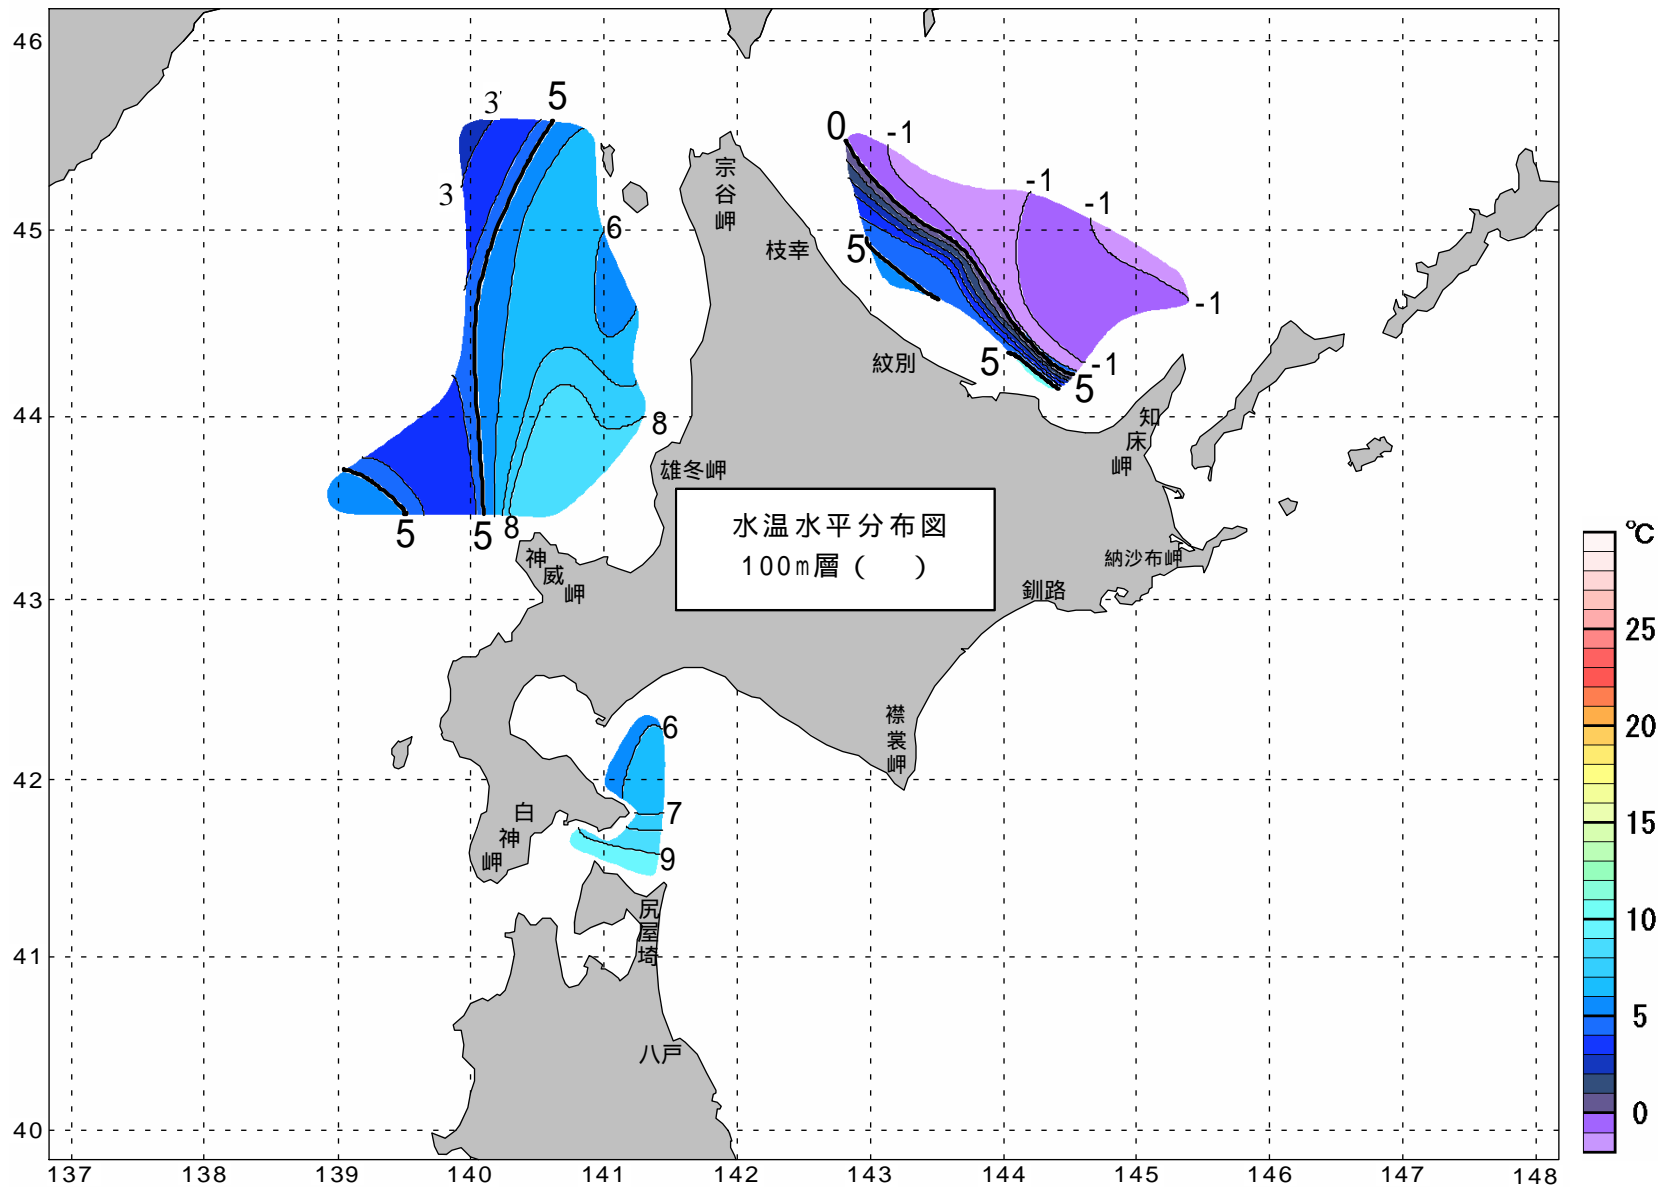 46
3
5
0
-1
宗谷岬
-1
-1
3
45
6
枝幸
5
-1
5
紋別
-1
5
44
8
知床岬
雄冬岬
5
5
8
水温水平分布図
100m層（　）
℃
神威岬
納沙布岬
釧路
43
25
6
襟裳岬
20
42
7
白神岬
9
15
尻屋埼
10
41
5
八戸
0
40
137 138 139 140 141 142 143 144 145 146 147 148